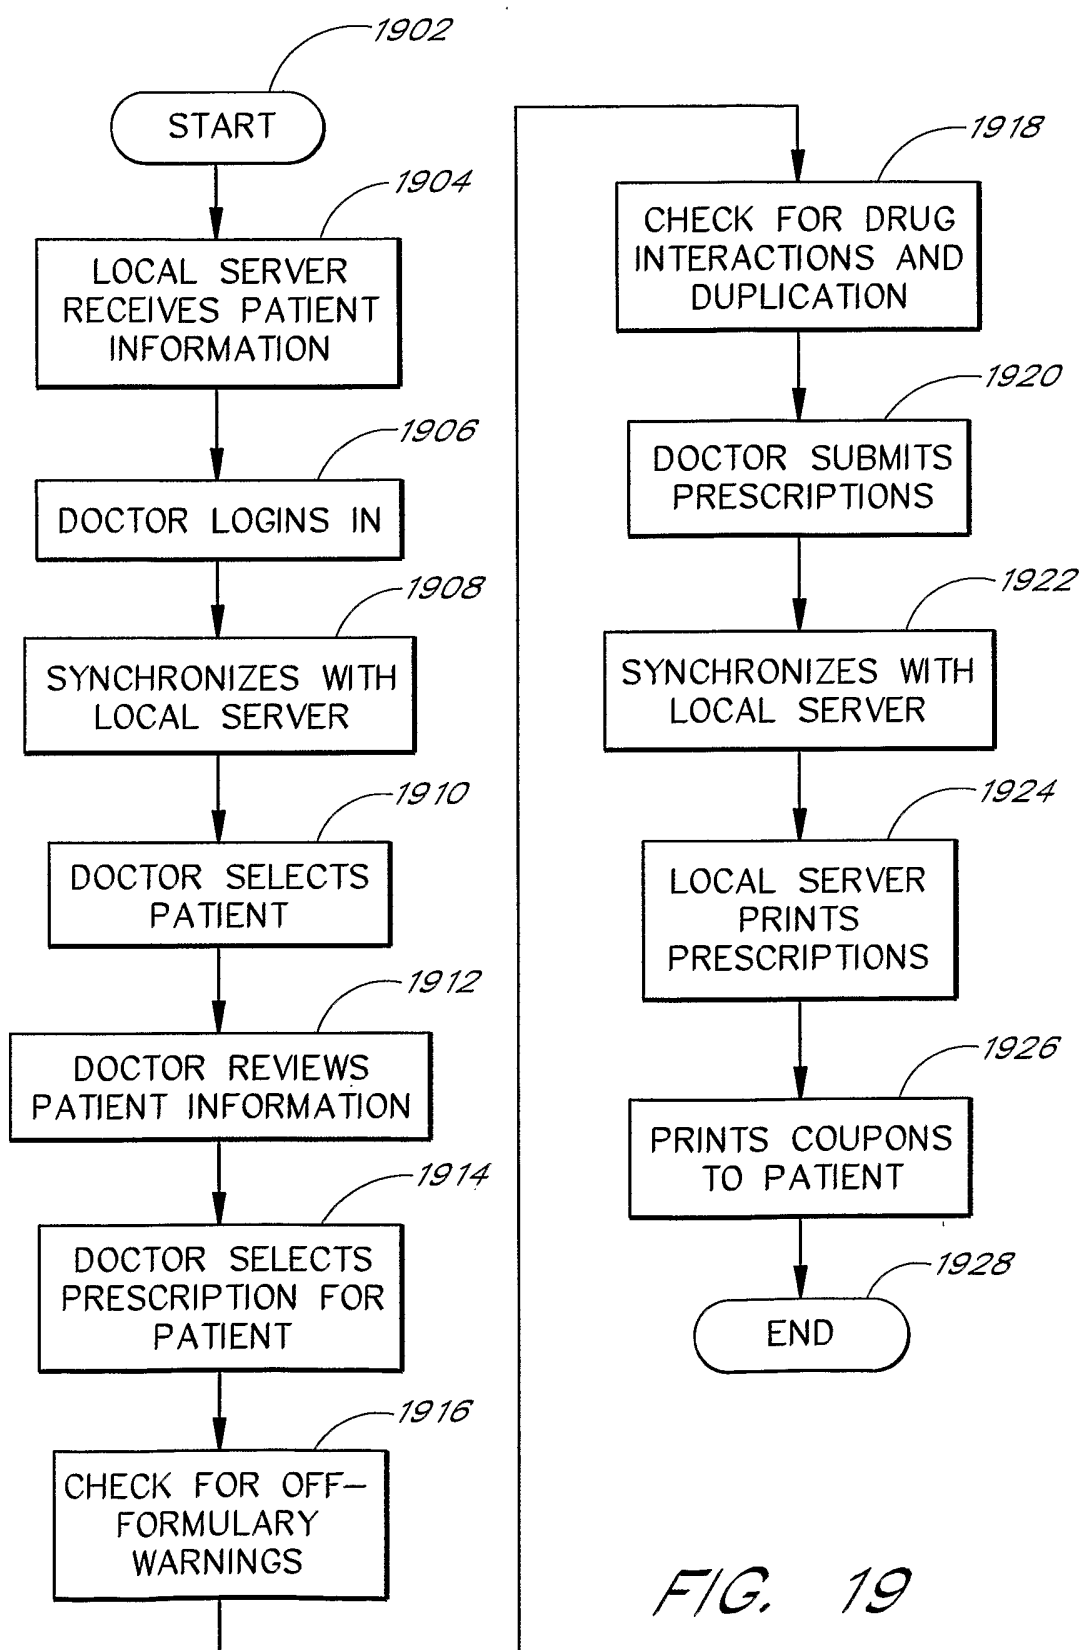 1902
START
1904
LOCAL SERVER
RECEIVES PATIENT
INFORMATION
1906
DOCTOR LOGINS IN
1908
SYNCHRONIZES WITH
LOCAL SERVER
1910
DOCTOR SELECTS
PATIENT
1912
DOCTOR REVIEWS
PATIENT INFORMATION
1914
DOCTOR SELECTS
PRESCRIPTION FOR
PATIENT
1916
CHECK FOR OFF-
FORMULARY
WARNINGS
1918
CHECK FOR DRUG
INTERACTIONS AND
DUPLICATION
1920
DOCTOR SUBMITS
PRESCRIPTIONS
1922
SYNCHRONIZES WITH
LOCAL SERVER
1924
LOCAL SERVER
PRINTS
PRESCRIPTIONS
1926
PRINTS COUPONS
TO PATIENT
1928
END
FIG. 19